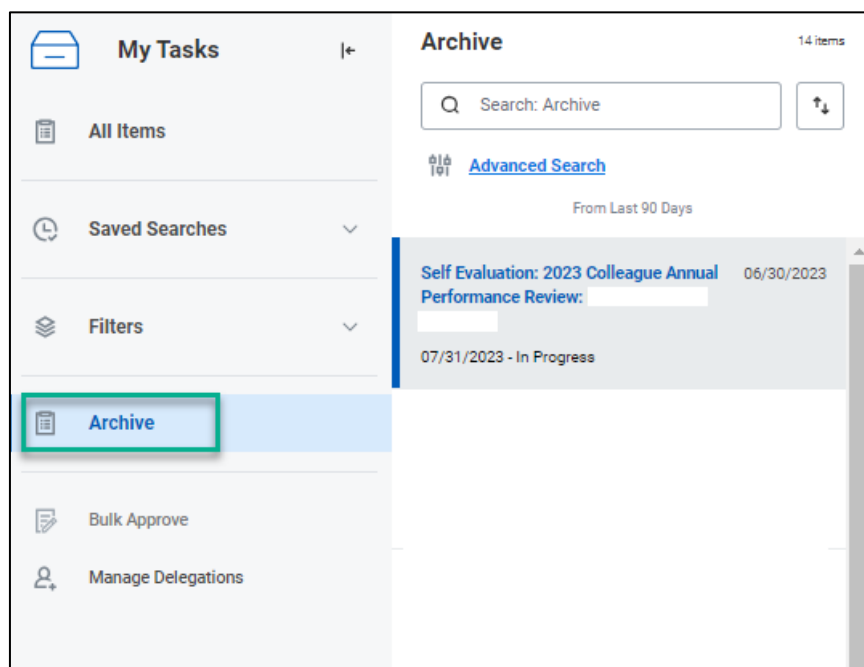 My Tasks
All Items
Saved Searches
Filters
Archive
Bulk Approve
Manage Delegations
Archive
14 items
Search: Archive
Advanced Search
From Last 90 Days
Self Evaluation: 2023 Colleague Annual 06/30/2023
Performance Review:
07/31/2023 - In Progress